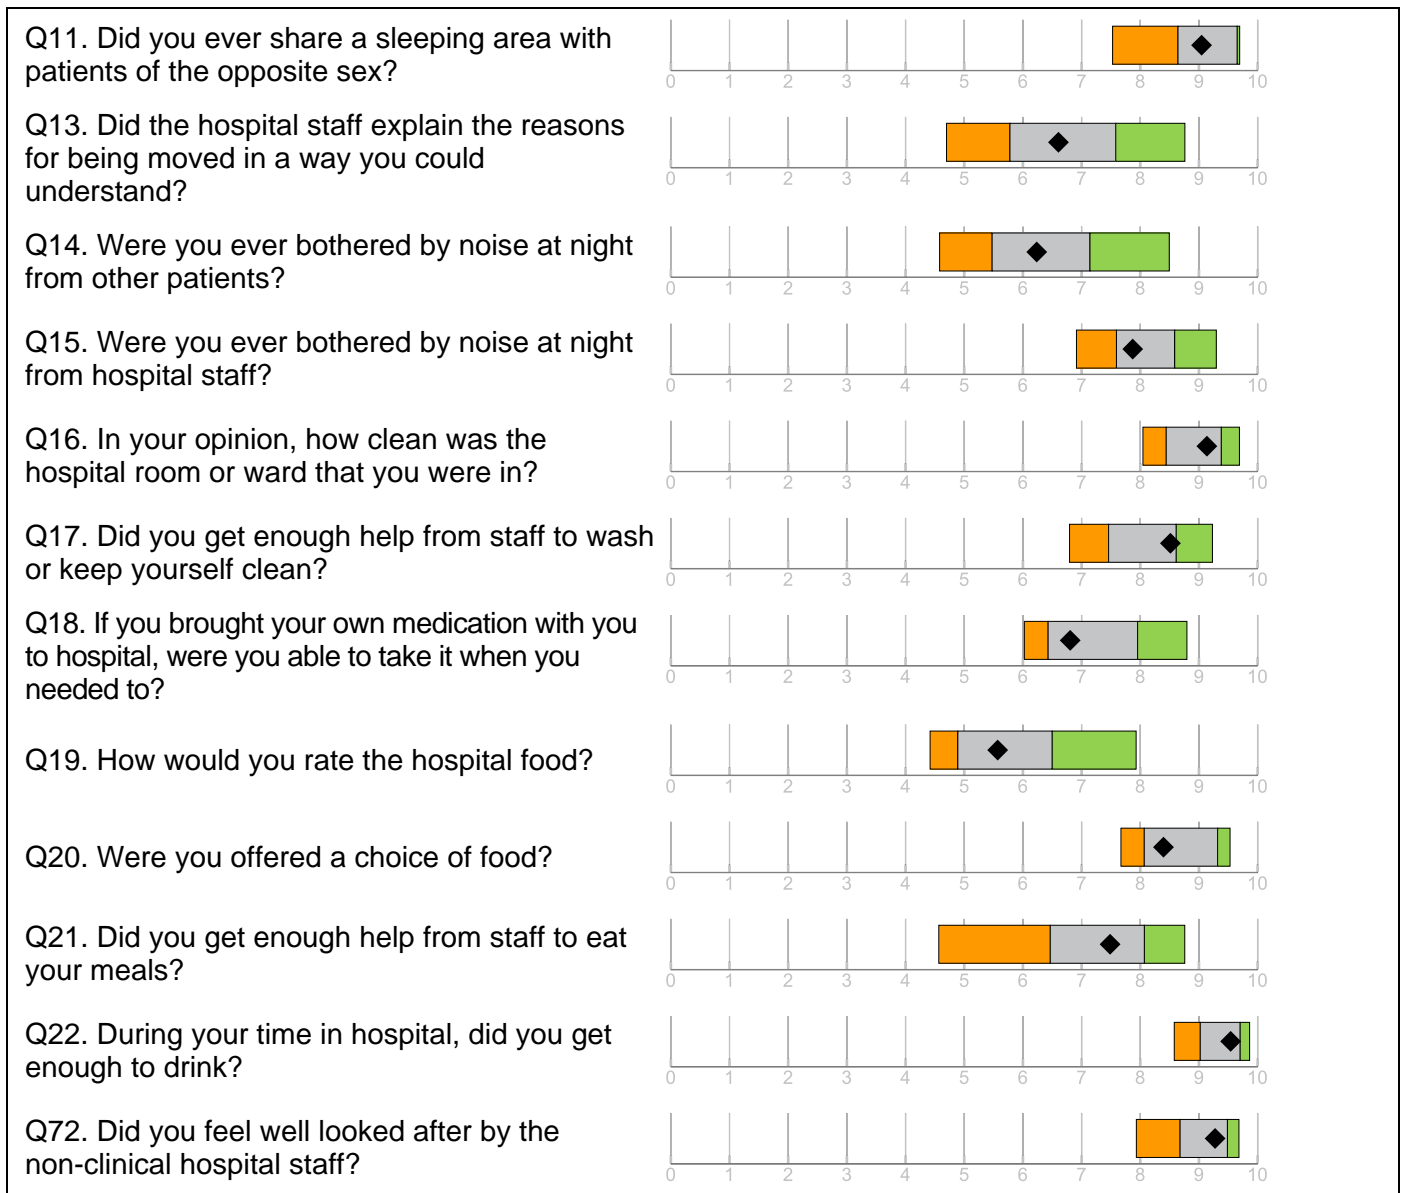 Q11. Did you ever share a sleeping area with
patients of the opposite sex?
0 1 2 3 4 5 6 7 8 9 10
Q13. Did the hospital staff explain the reasons
for being moved in a way you could
understand?
0 1 2 3 4 5 6 7 8 9 10
Q14. Were you ever bothered by noise at night
from other patients?
0 1 2 3 4 5 6 7 8 9 10
Q15. Were you ever bothered by noise at night
from hospital staff?
0 1 2 3 4 5 6 7 8 9 10
Q16. In your opinion, how clean was the
hospital room or ward that you were in?
0 1 2 3 4 5 6 7 8 9 10
Q17. Did you get enough help from staff to wash
or keep yourself clean?
0 1 2 3 4 5 6 7 8 9 10
Q18. If you brought your own medication with you
to hospital, were you able to take it when you
needed to?
0 1 2 3 4 5 6 7 8 9 10
Q19. How would you rate the hospital food?
0 1 2 3 4 5 6 7 8 9 10
Q20. Were you offered a choice of food?
0 1 2 3 4 5 6 7 8 9 10
Q21. Did you get enough help from staff to eat
your meals?
0 1 2 3 4 5 6 7 8 9 10
Q22. During your time in hospital, did you get
enough to drink?
0 1 2 3 4 5 6 7 8 9 10
Q72. Did you feel well looked after by the
non-clinical hospital staff?
0 1 2 3 4 5 6 7 8 9 10